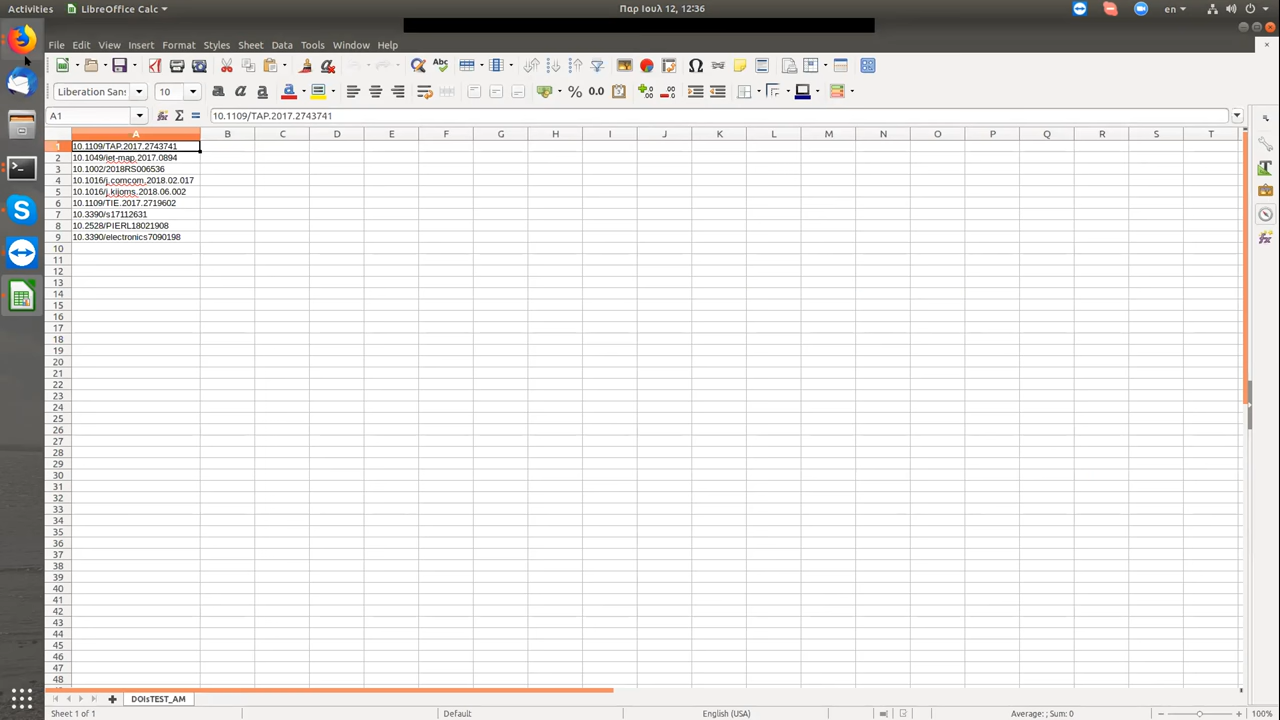 Activities LibreOffice Calc Παρ Ιουλ 12, 12:36 en
File Edit View Insert Format Styles Sheet Data Tools Window Help
Liberation Sans 10
A1 10.1109/TAP.2017.2743741
A B C D E F G H I J K L M N O P Q R S T
1 10.1109/TAP.2017.2743741
2 10.1049/iet-map.2017.0894
3 10.1002/2018RS006536
4 10.1016/j.comcom.2018.02.017
5 10.1016/j.kijoms.2018.06.002
6 10.1109/TIE.2017.2719602
7 10.3390/s17112631
8 10.2528/PIERL18021908
9 10.3390/electronics7090198
10
11
12
13
14
15
16
17
18
19
20
21
22
23
24
25
26
27
28
29
30
31
32
33
34
35
36
37
38
39
40
41
42
43
44
45
46
47
48
DOIsTEST_AM
Sheet 1 of 1 Default English (USA) Average: ; Sum: 0 100%